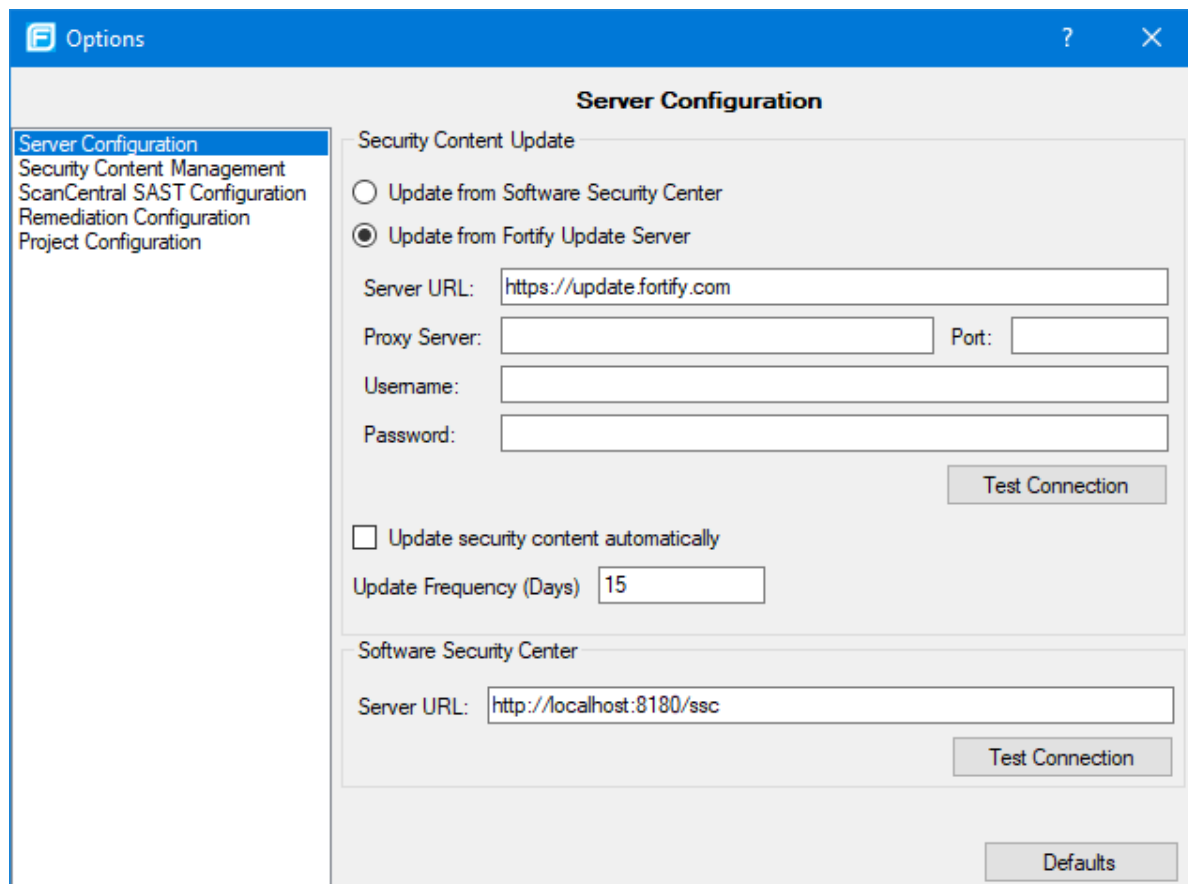 Options ?
Server Configuration
Server Configuration
Security Content Management
ScanCentral SAST Configuration
Remediation Configuration
Project Configuration
Security Content Update
Update from Software Security Center
Update from Fortify Update Server
Server URL: https://update.fortify.com
Proxy Server: Port:
Username:
Password:
Test Connection
Update security content automatically
Update Frequency (Days) 15
Software Security Center
Server URL: http://localhost:8180/ssc
Test Connection
Defaults